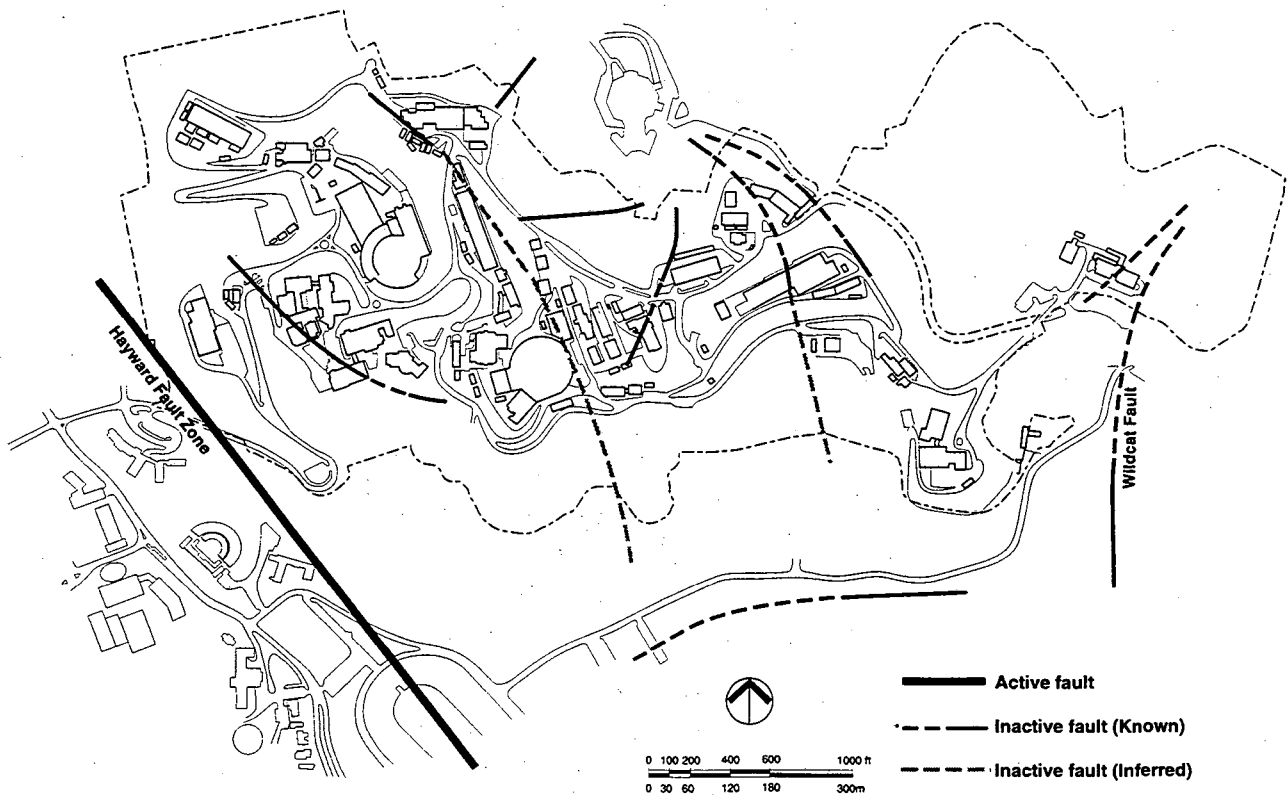 Hayward Fault Zone
Wildcat Fault
Active fault
Inactive fault (Known)
Inactive fault (Inferred)
0 100 200 400 600 1000 ft
0 30 60 120 180 300m